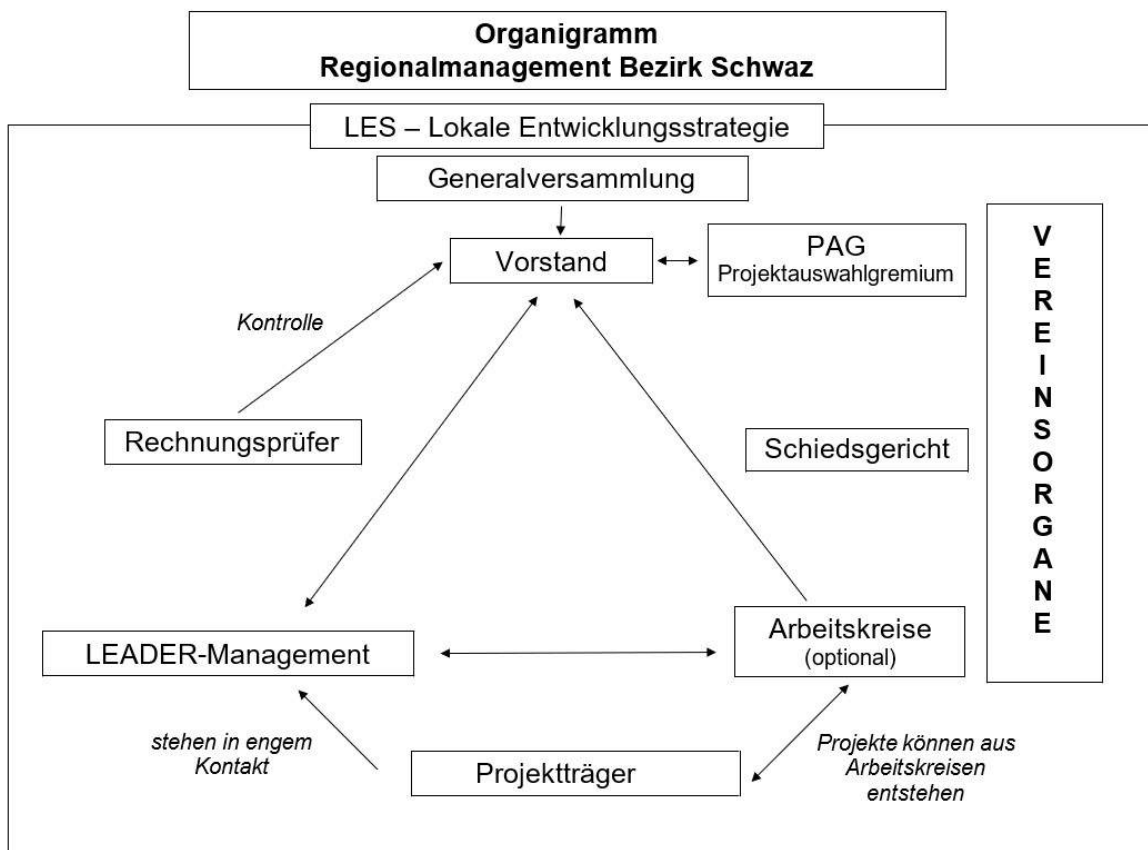 Organigramm
Regionalmanagement Bezirk Schwaz
LES – Lokale Entwicklungsstrategie
Generalversammlung
Vorstand
PAG
Projektauswahlgremium
Kontrolle
Rechnungsprüfer
Schiedsgericht
VEREINSORGANE
LEADER-Management
Arbeitskreise
(optional)
stehen in engem
Kontakt
Projektträger
Projekte können aus
Arbeitskreisen
entstehen